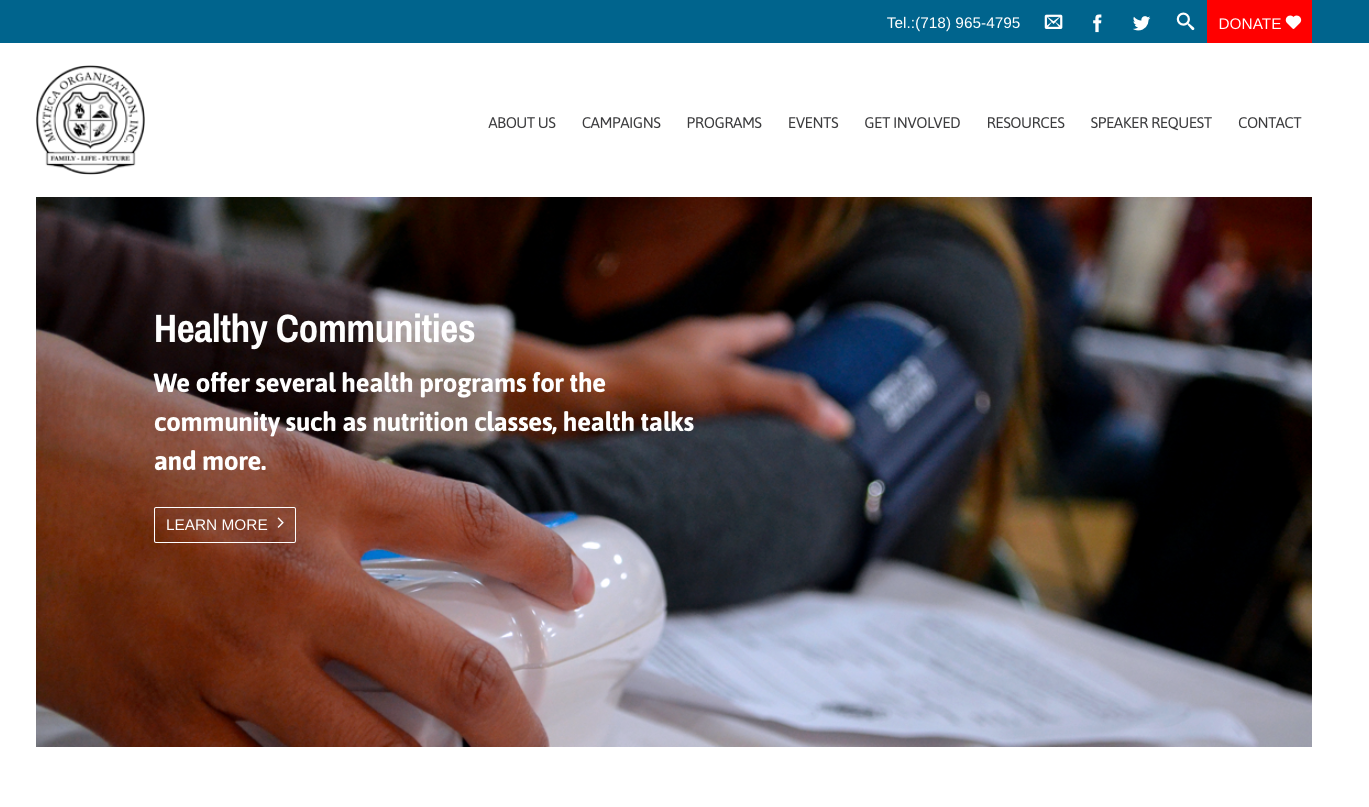 Tel.:(718) 965-4795
DONATE
MIXTECA ORGANIZATION, INC.
FAMILY - LIFE - FUTURE
ABOUT US CAMPAIGNS PROGRAMS EVENTS GET INVOLVED RESOURCES SPEAKER REQUEST CONTACT
Healthy Communities
We offer several health programs for the
community such as nutrition classes, health talks
and more.
LEARN MORE